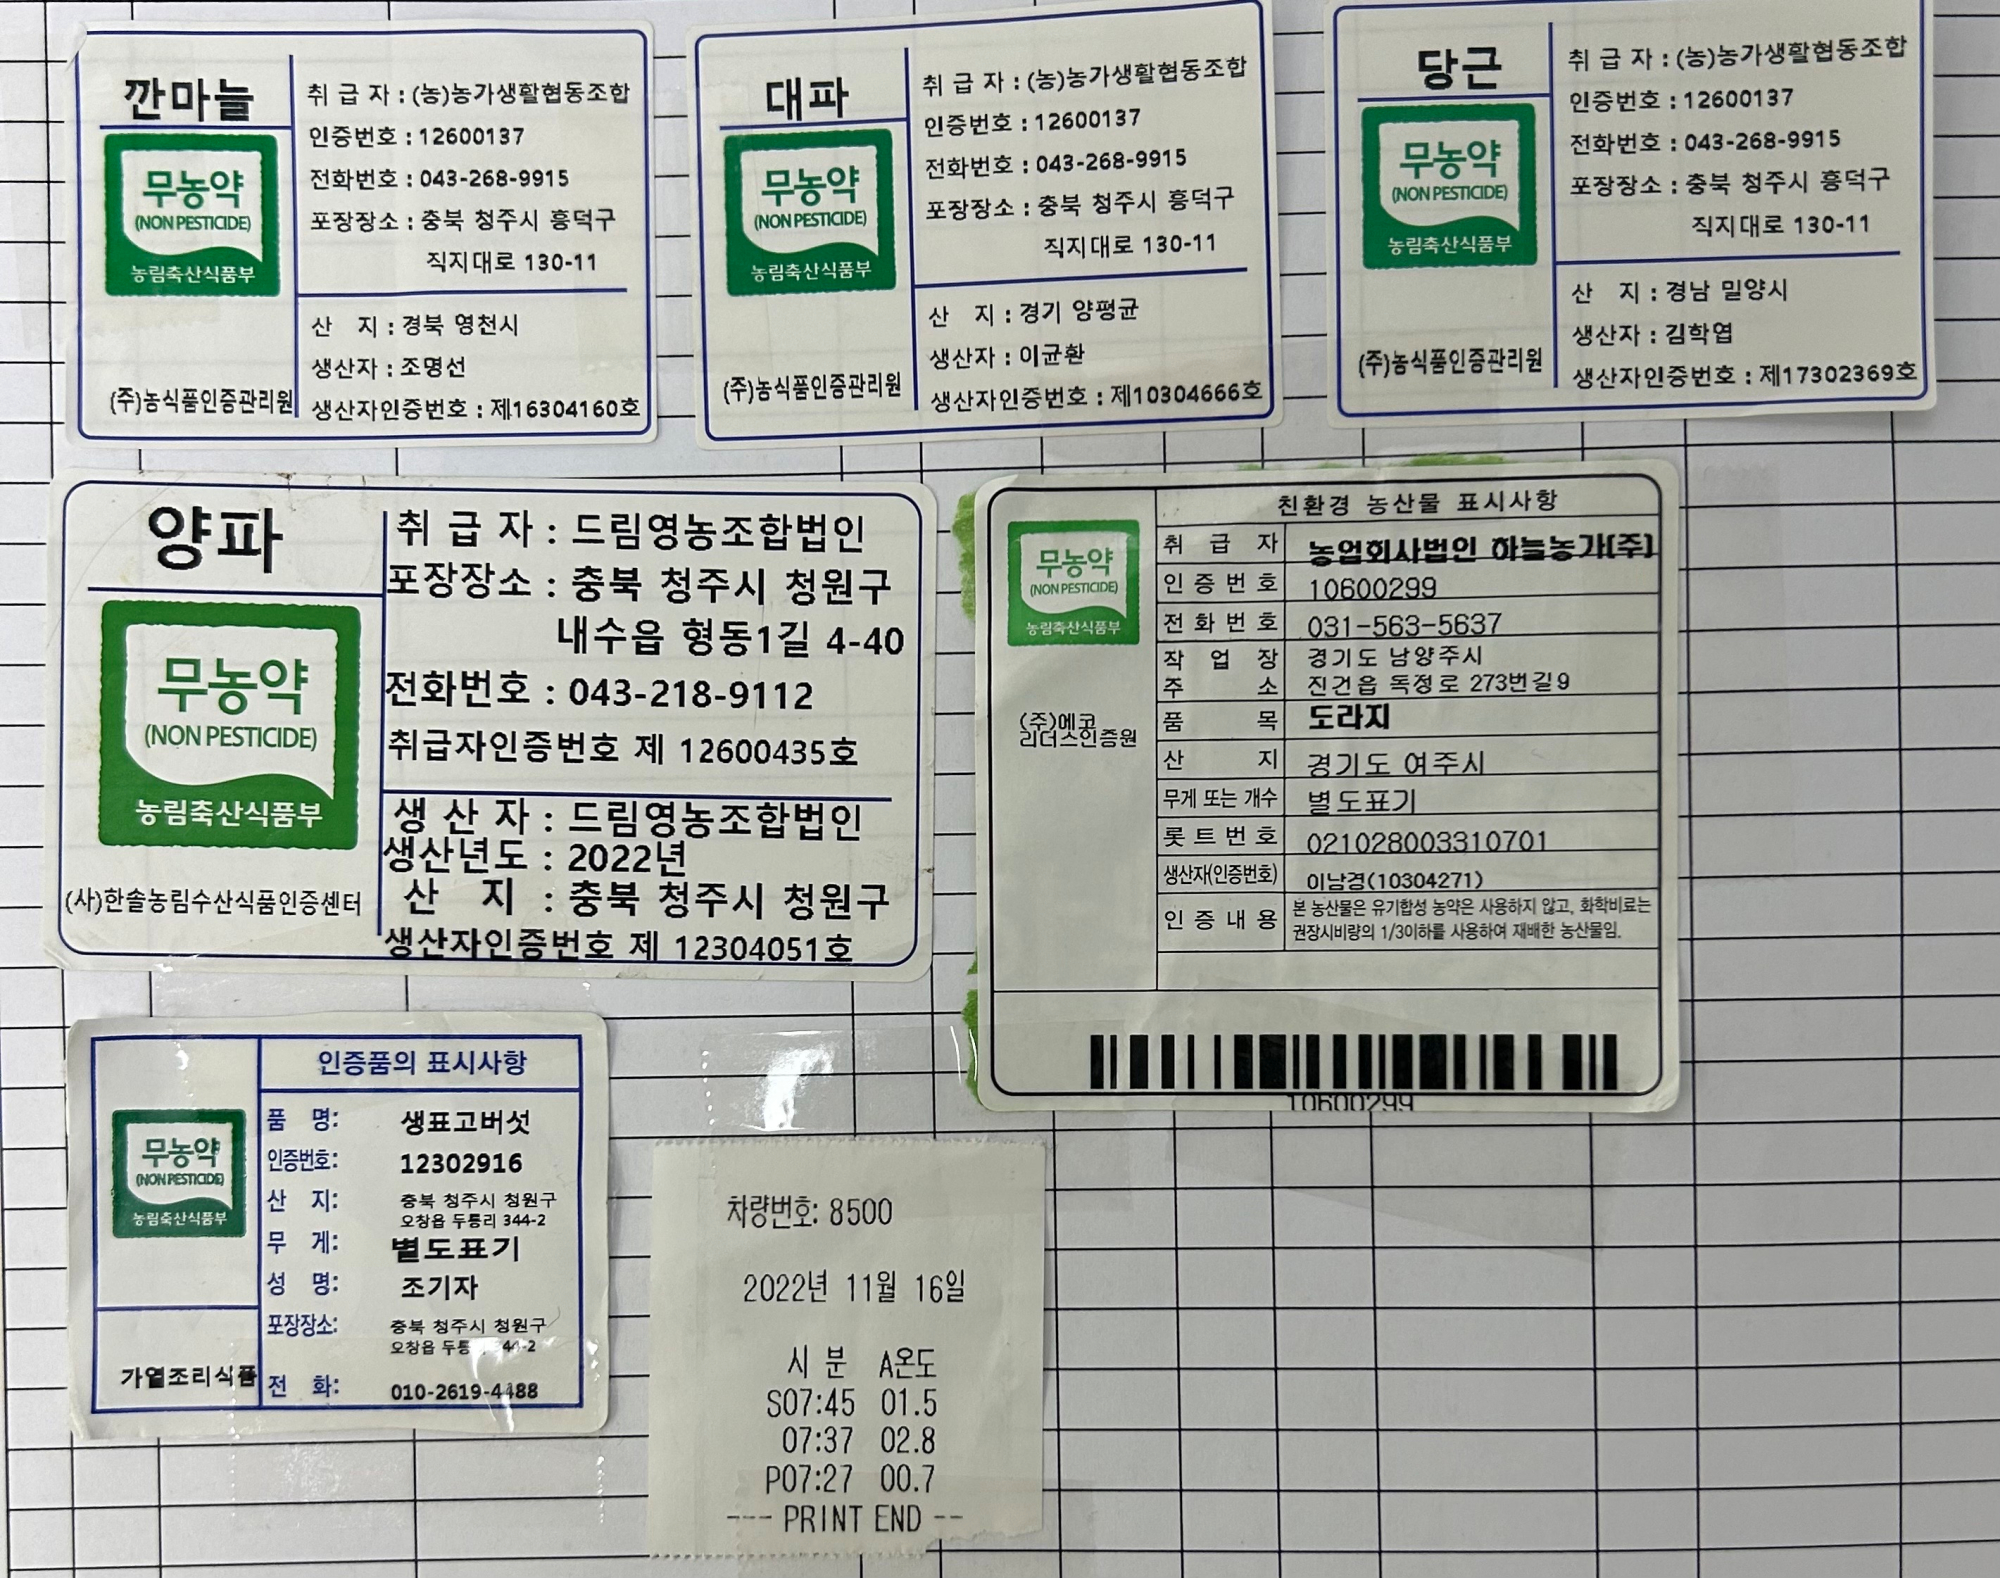 깐마늘
무농약
(NON PESTICIDE)
농림축산식품부
(주)농식품인증관리원
취 급 자 : (농)농가생활협동조합
인증번호 : 12600137
전화번호 : 043-268-9915
포장장소 : 충북 청주시 흥덕구
직지대로 130-11
산 지 : 경북 영천시
생산자 : 조명선
생산자인증번호 : 제16304160호
대파
무농약
(NON PESTICIDE)
농림축산식품부
(주)농식품인증관리원
취 급 자 : (농)농가생활협동조합
인증번호 : 12600137
전화번호 : 043-268-9915
포장장소 : 충북 청주시 흥덕구
직지대로 130-11
산 지 : 경기 양평균
생산자 : 이균환
생산자인증번호 : 제10304666호
당근
무농약
(NON PESTICIDE)
농림축산식품부
(주)농식품인증관리원
취 급 자 : (농)농가생활협동조합
인증번호 : 12600137
전화번호 : 043-268-9915
포장장소 : 충북 청주시 흥덕구
직지대로 130-11
산 지 : 경남 밀양시
생산자 : 김학엽
생산자인증번호 : 제17302369호
양파
무농약
(NON PESTICIDE)
농림축산식품부
(사)한솔농림수산식품인증센터
취 급 자 : 드림영농조합법인
포장장소 : 충북 청주시 청원구
내수읍 형동1길 4-40
전화번호 : 043-218-9112
취급자인증번호 제 12600435호
생 산 자 : 드림영농조합법인
생산년도 : 2022년
산 지 : 충북 청주시 청원구
생산자인증번호 제 12304051호
무농약
(NON PESTICIDE)
농림축산식품부
(주)에코
리더스인증원
친환경 농산물 표시사항
취 급 자 농업회사법인 하늘농가(주)
인 증 번 호 10600299
전 화 번 호 031-563-5637
작 업 장 경기도 남양주시
주 소 진건읍 독정로 273번길9
품 목 도라지
산 지 경기도 여주시
무게 또는 개수 별도표기
롯 트 번 호 021028003310701
생산자(인증번호) 이남경(10304271)
인 증 내 용 본 농산물은 유기합성 농약은 사용하지 않고, 화학비료는
권장시비량의 1/3이하를 사용하여 재배한 농산물임.
10600299
인증품의 표시사항
무농약
(NON PESTICIDE)
농림축산식품부
가열조리식품
품 명: 생표고버섯
인증번호: 12302916
산 지: 충북 청주시 청원구
오창읍 두릉리 344-2
무 게: 별도표기
성 명: 조기자
포장장소: 충북 청주시 청원구
오창읍 두릉 44-2
전 화: 010-2619-4488
차량번호: 8500
2022년 11월 16일
시 분 A온도
S07:45 01.5
07:37 02.8
P07:27 00.7
--- PRINT END --